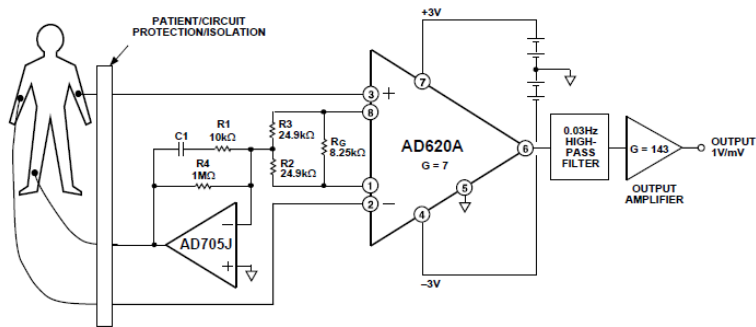 PATIENT/CIRCUIT
PROTECTION/ISOLATION
+3V
C1
R1
10kΩ
R4
1MΩ
R3
24.9kΩ
R2
24.9kΩ
RG
8.25kΩ
3
+
8
1
2
−
7
AD620A
G = 7
6
5
4
–3V
AD705J
−
+
0.03Hz
HIGH-
PASS
FILTER
G = 143
OUTPUT
AMPLIFIER
OUTPUT
1V/mV